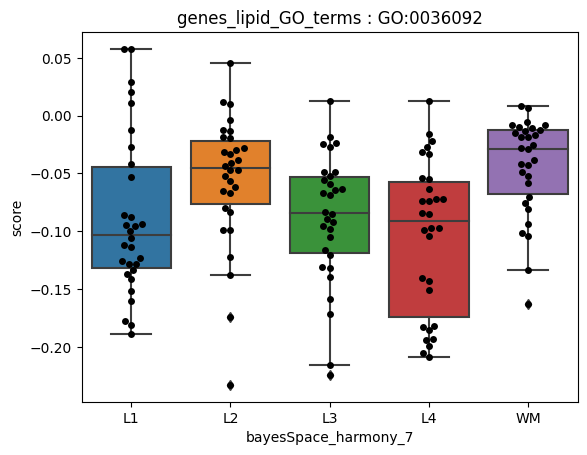 genes_lipid_GO_terms : GO:0036092
0.05
0.00
−0.05
−0.10
−0.15
−0.20
score
L1 L2 L3 L4 WM
bayesSpace_harmony_7